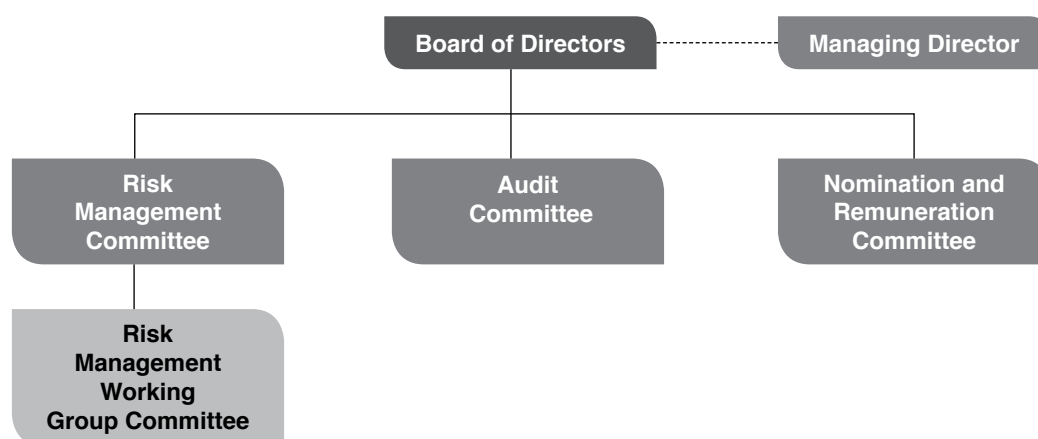 Board of Directors
Managing Director
Risk
Management
Committee
Audit
Committee
Nomination and
Remuneration
Committee
Risk
Management
Working
Group Committee